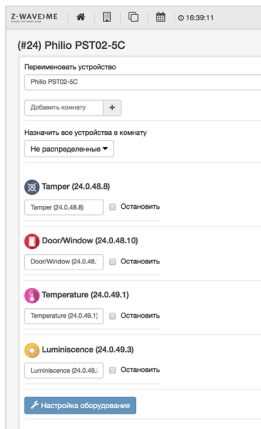 Z-WAVE>ME
16:39:11
(#24) Philio PST02-5C
Переименовать устройство
Philio PST02-5C
Добавить комнату +
Назначить все устройства в комнату
Не распределенные
Tamper (24.0.48.8)
Tamper (24.0.48.8) Остановить
Door/Window (24.0.48.10)
Door/Window (24.0.48. Остановить
Temperature (24.0.49.1)
Temperature (24.0.49.1) Остановить
Luminiscence (24.0.49.3)
Luminiscence (24.0.49.: Остановить
Настройка оборудования